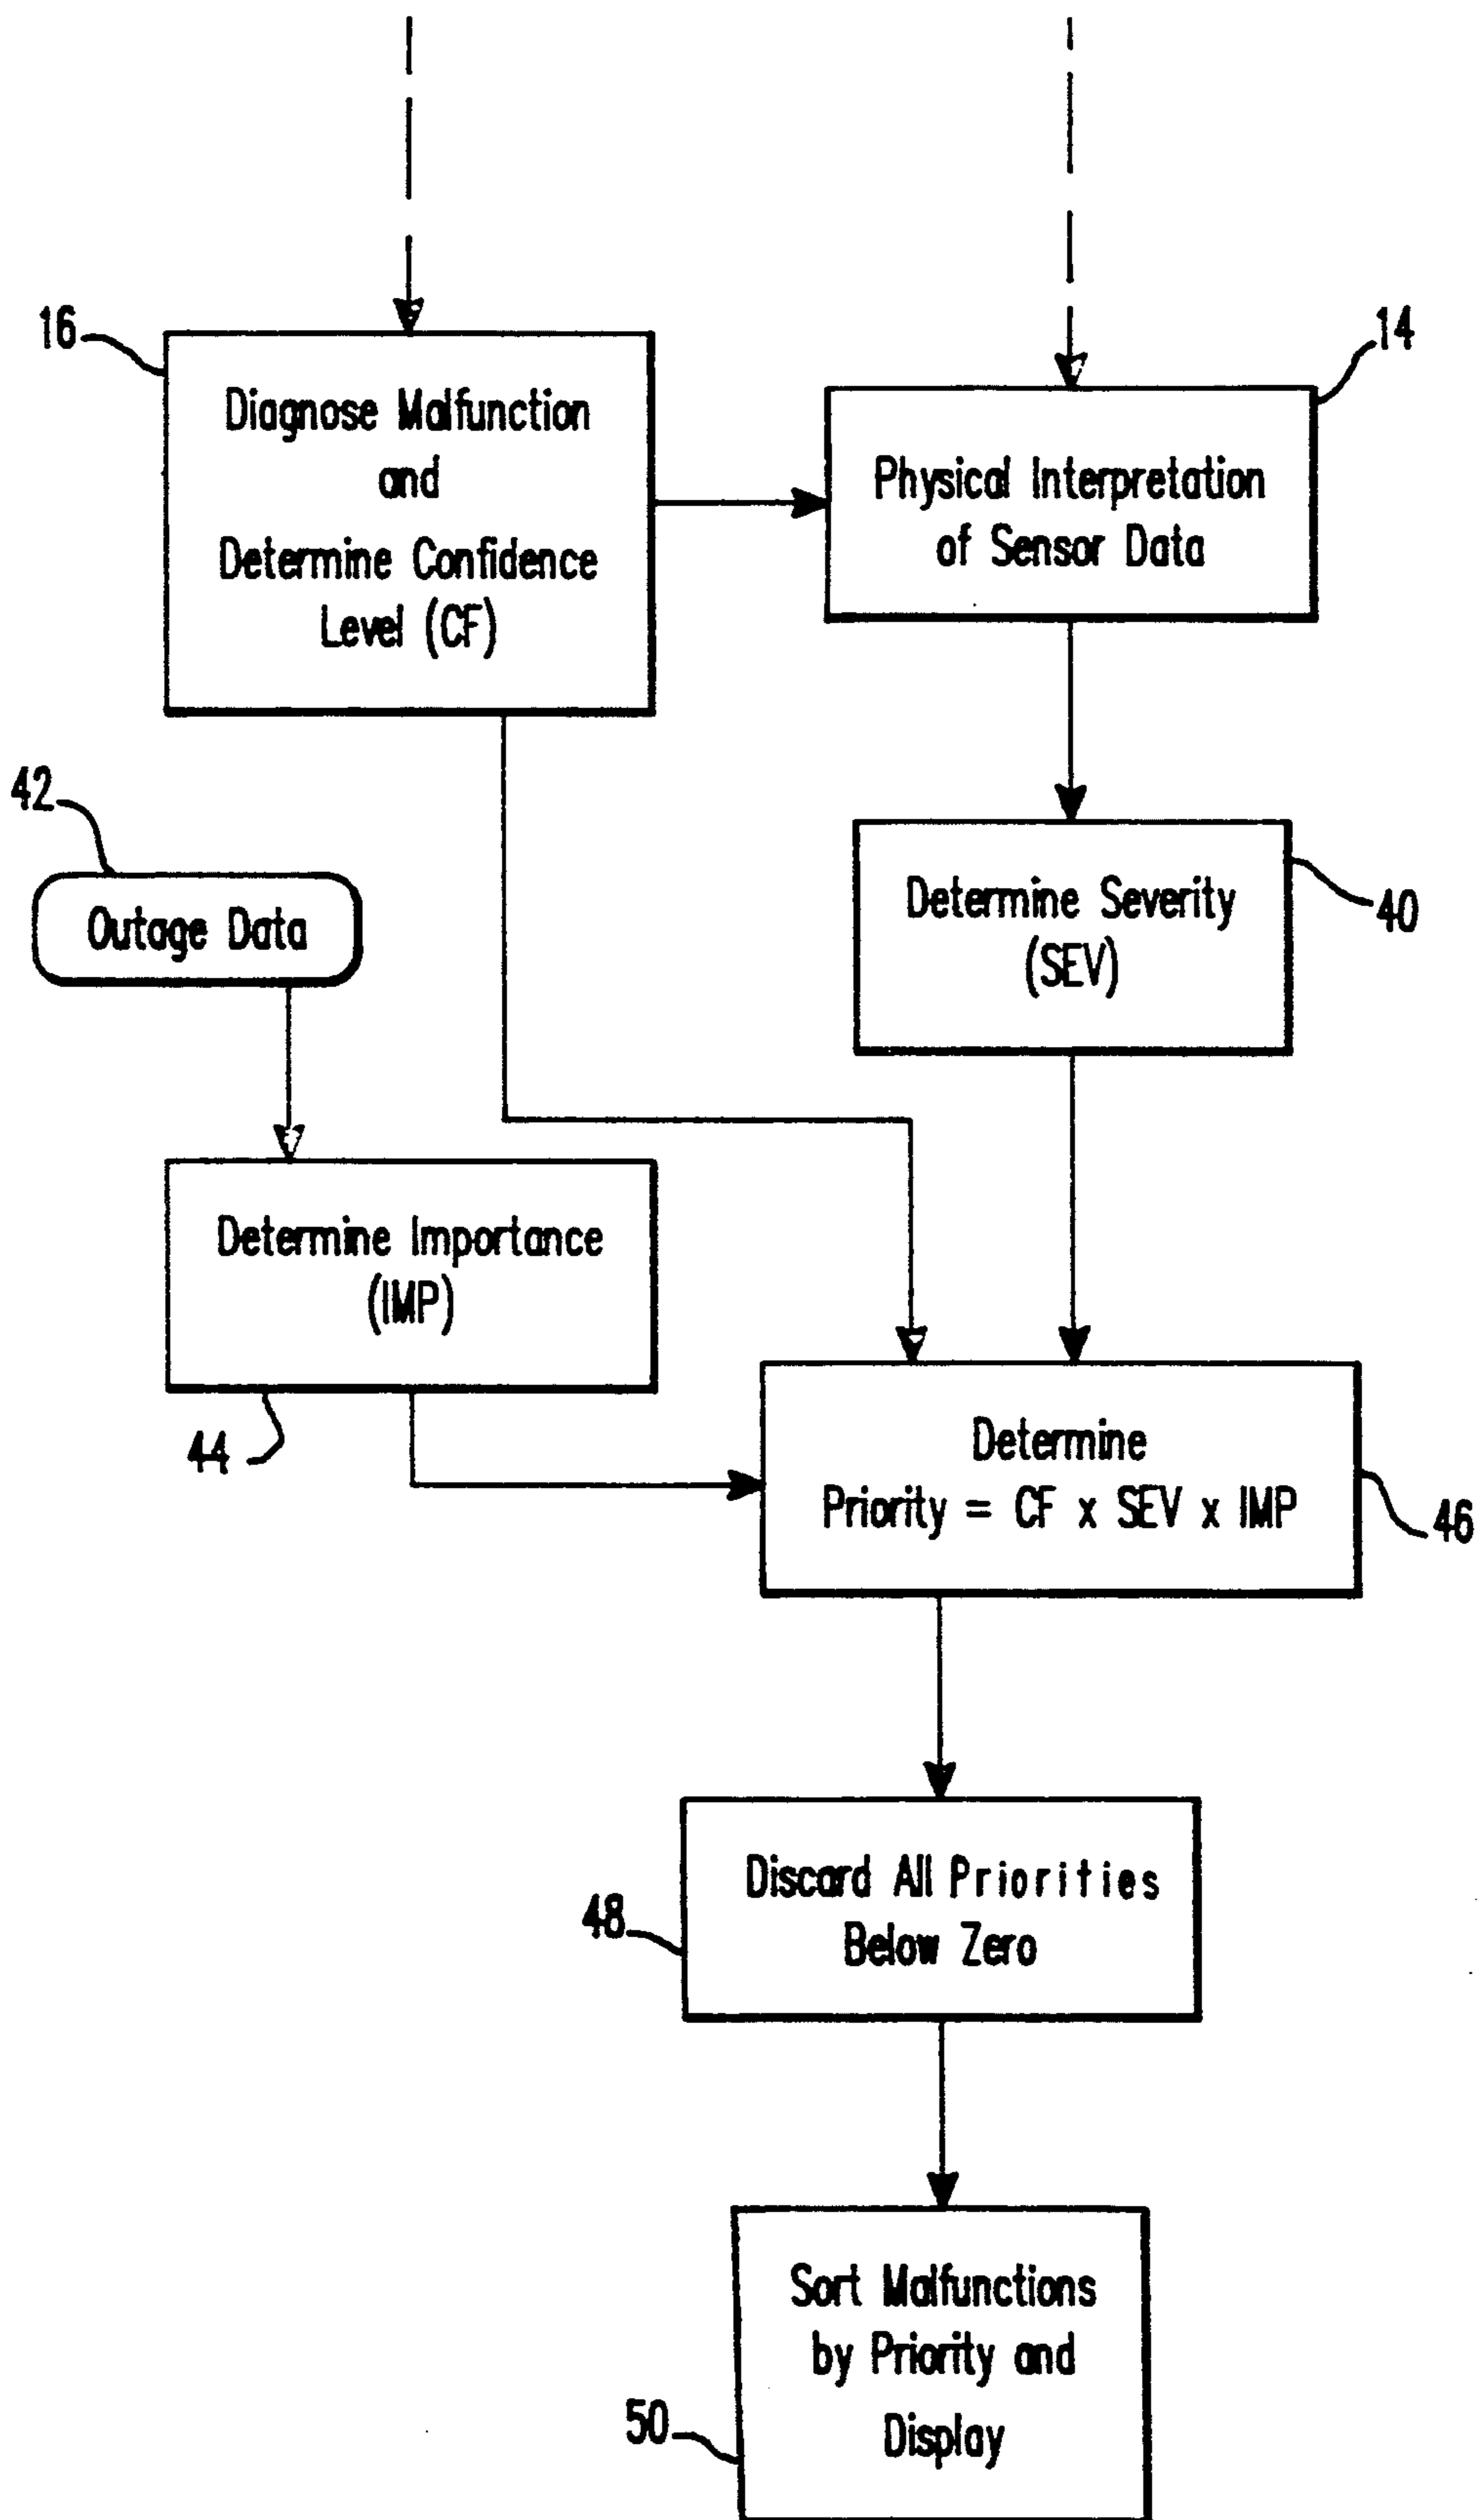 16
Diagnose Malfunction
and
Determine Confidence
Level (CF)
14
Physical Interpretation
of Sensor Data
42
Outage Data
Determine Severity
(SEV)
40
Determine Importance
(IMP)
44
Determine
Priority = CF x SEV x IMP
46
Discard All Priorities
Below Zero
48
Sort Malfunctions
by Priority and
Display
50